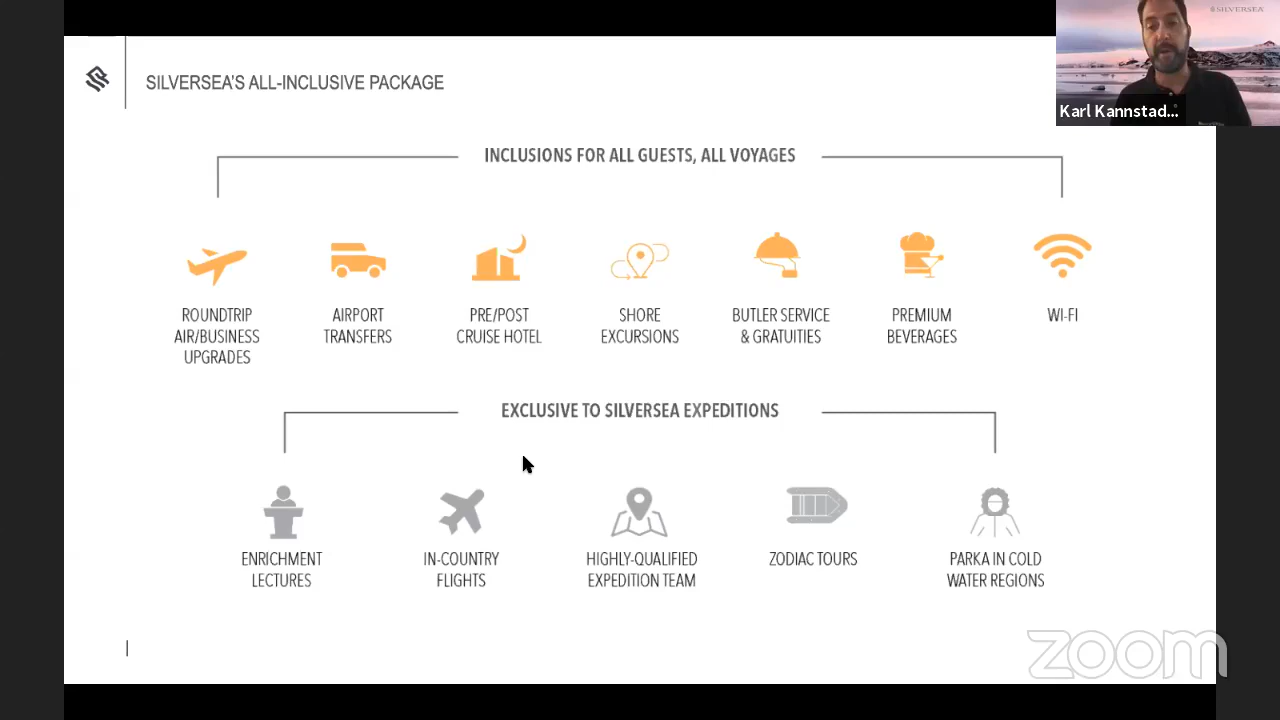 SILVERSEA
Karl Kannstad...
SILVERSEA'S ALL-INCLUSIVE PACKAGE
INCLUSIONS FOR ALL GUESTS, ALL VOYAGES
ROUNDTRIP
AIR/BUSINESS
UPGRADES
AIRPORT
TRANSFERS
PRE/POST
CRUISE HOTEL
SHORE
EXCURSIONS
BUTLER SERVICE
& GRATUITIES
PREMIUM
BEVERAGES
WI-FI
EXCLUSIVE TO SILVERSEA EXPEDITIONS
ENRICHMENT
LECTURES
IN-COUNTRY
FLIGHTS
HIGHLY-QUALIFIED
EXPEDITION TEAM
ZODIAC TOURS
PARKA IN COLD
WATER REGIONS
zoom